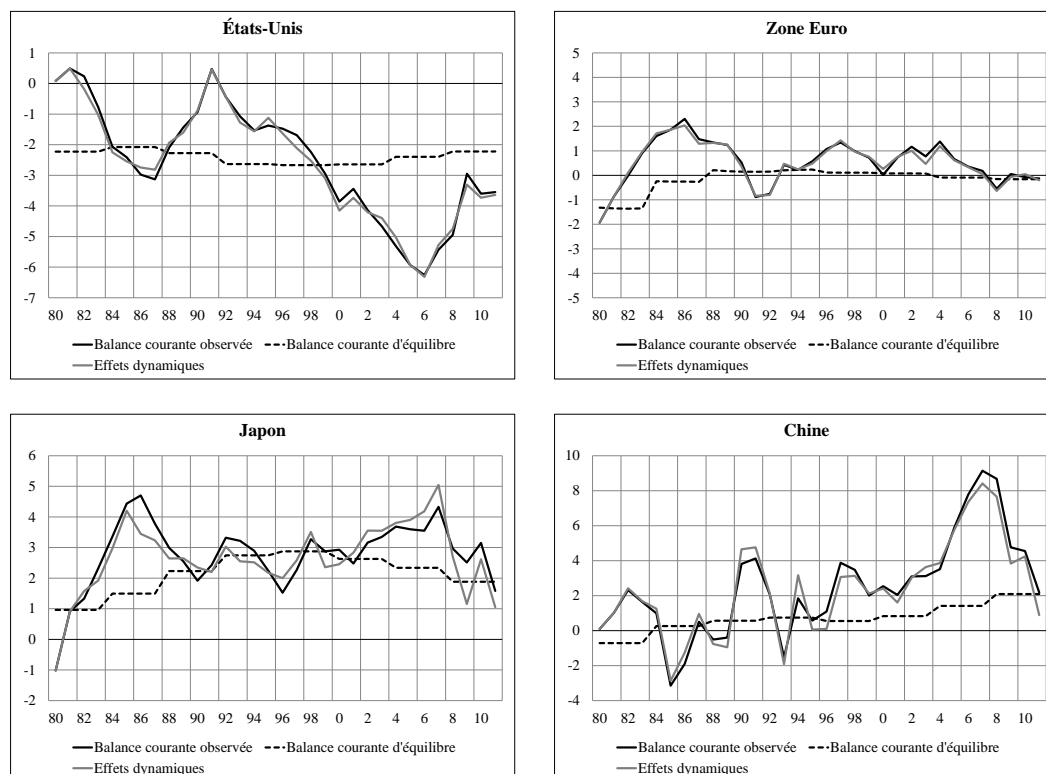 États-Unis
1
0
-1
-2
-3
-4
-5
-6
-7
80 82 84 86 88 90 92 94 96 98 0 2 4 6 8 10
Balance courante observée Balance courante d'équilibre
Effets dynamiques
Zone Euro
5
4
3
2
1
0
-1
-2
-3
-4
-5
80 82 84 86 88 90 92 94 96 98 0 2 4 6 8 10
Balance courante observée Balance courante d'équilibre
Effets dynamiques
Japon
6
5
4
3
2
1
0
-1
-2
80 82 84 86 88 90 92 94 96 98 0 2 4 6 8 10
Balance courante observée Balance courante d'équilibre
Effets dynamiques
Chine
10
8
6
4
2
0
-2
-4
80 82 84 86 88 90 92 94 96 98 0 2 4 6 8 10
Balance courante observée Balance courante d'équilibre
Effets dynamiques